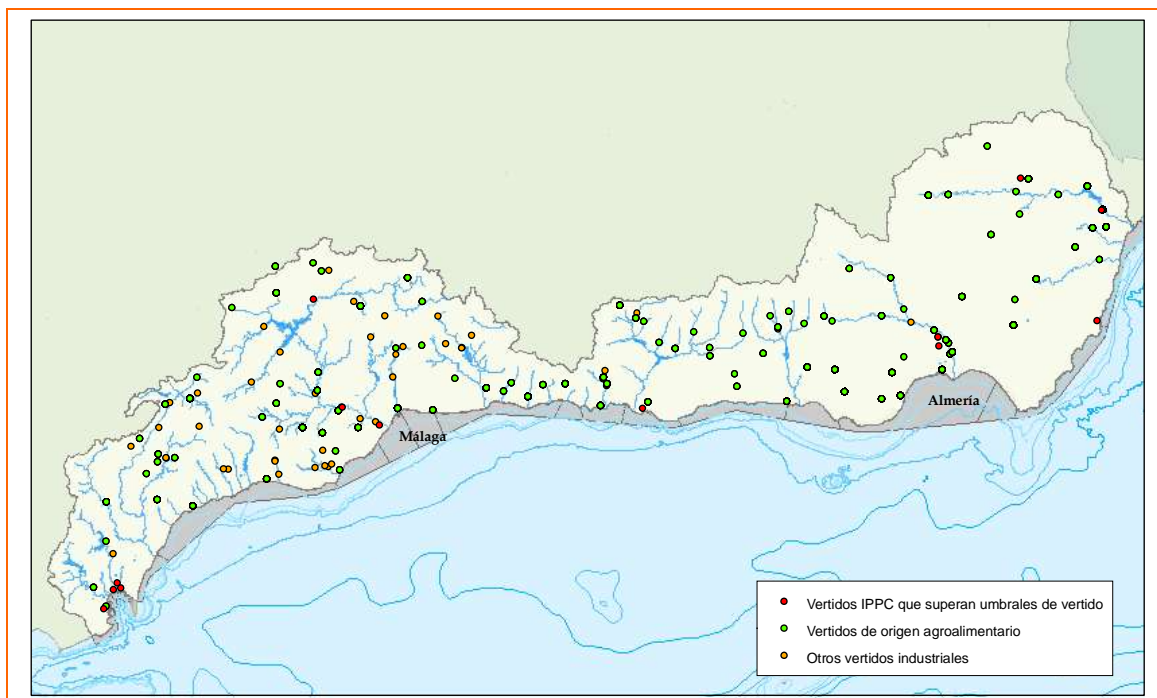 Málaga
Almería
Vertidos IPPC que superan umbrales de vertido
Vertidos de origen agroalimentario
Otros vertidos industriales